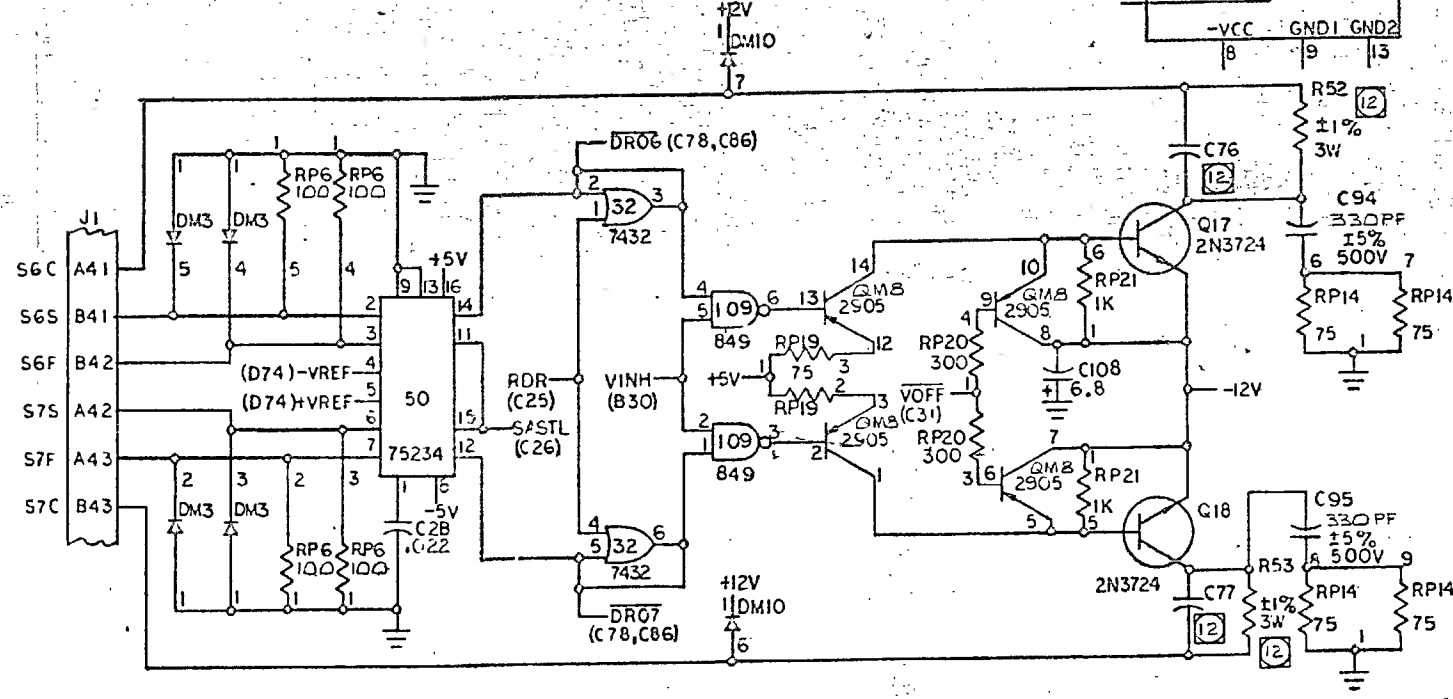 +12V
1
DM10
7
-VCC GND1 GND2
8 9 13
R52
12
±1%
3W
C76
12
C94
330PF
±5%
500V
DR06 (C78,C86)
1 1
1 1
RP6 RP6
100 100
DM3 DM3
5 4 5 4
J1
S6C A41
S6S B41
S6F B42
S7S A42
S7F A43
S7C B43
+5V
9 13 16
2 14
3 11
4
5
6 15
7 12
50
75234
1 6
-5V
C28
.022
(D74)-VREF
(D74)+VREF
2 3 2 3
DM3 DM3
RP6 RP6
100 100
1 1 1 1
2 3
1
32
7432
RDR
(C25)
SASTL
(C26)
VINH
(B30)
4
5
109
6
849
13
14
QM8
2905
12
RP19
75
3
+5V
1
2
RP19
3
QM8
2905
2
1
2
1
109
3
849
4
5
32
6
7432
DR07
(C78,C86)
+12V
1
DM10
6
10
9
QM8
2905
8
4
RP20
300
1
VOFF
(C31)
RP20
300
3
6
RP21
1K
1
C108
6.8
+
Q17
2N3724
-12V
6 7
RP14 RP14
75 75
1
7
6
QM8
2905
5
1
RP21
1K
5
Q18
2N3724
C77
12
R53
±1%
3W
12
C95
330PF
±5%
500V
8 9
RP14 RP14
75 75
1